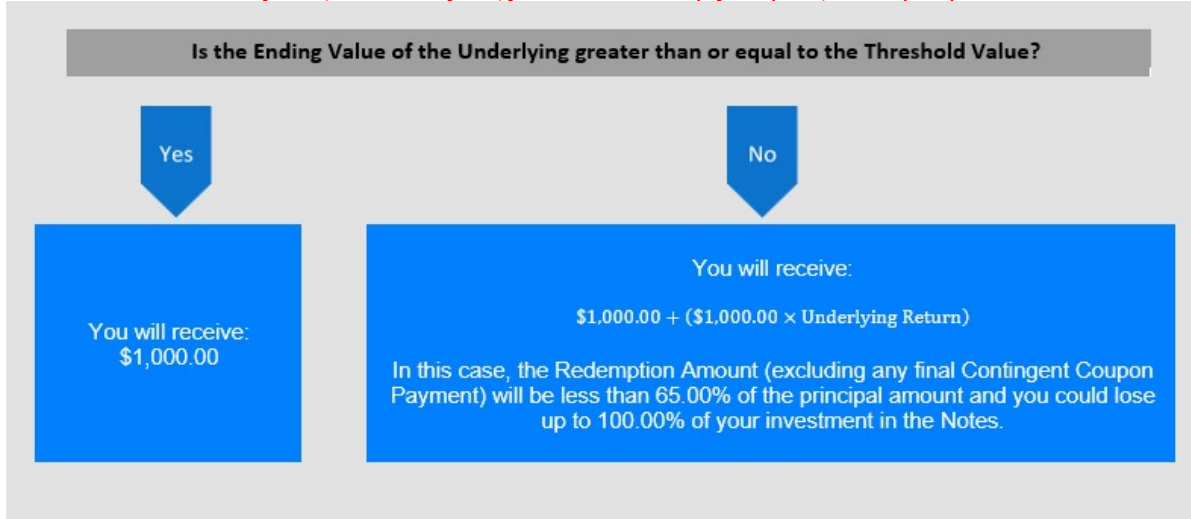 Is the Ending Value of the Underlying greater than or equal to the Threshold Value?
Yes
No
You will receive:
$1,000.00
You will receive:
$1,000.00 + ($1,000.00 × Underlying Return)
In this case, the Redemption Amount (excluding any final Contingent Coupon
Payment) will be less than 65.00% of the principal amount and you could lose
up to 100.00% of your investment in the Notes.